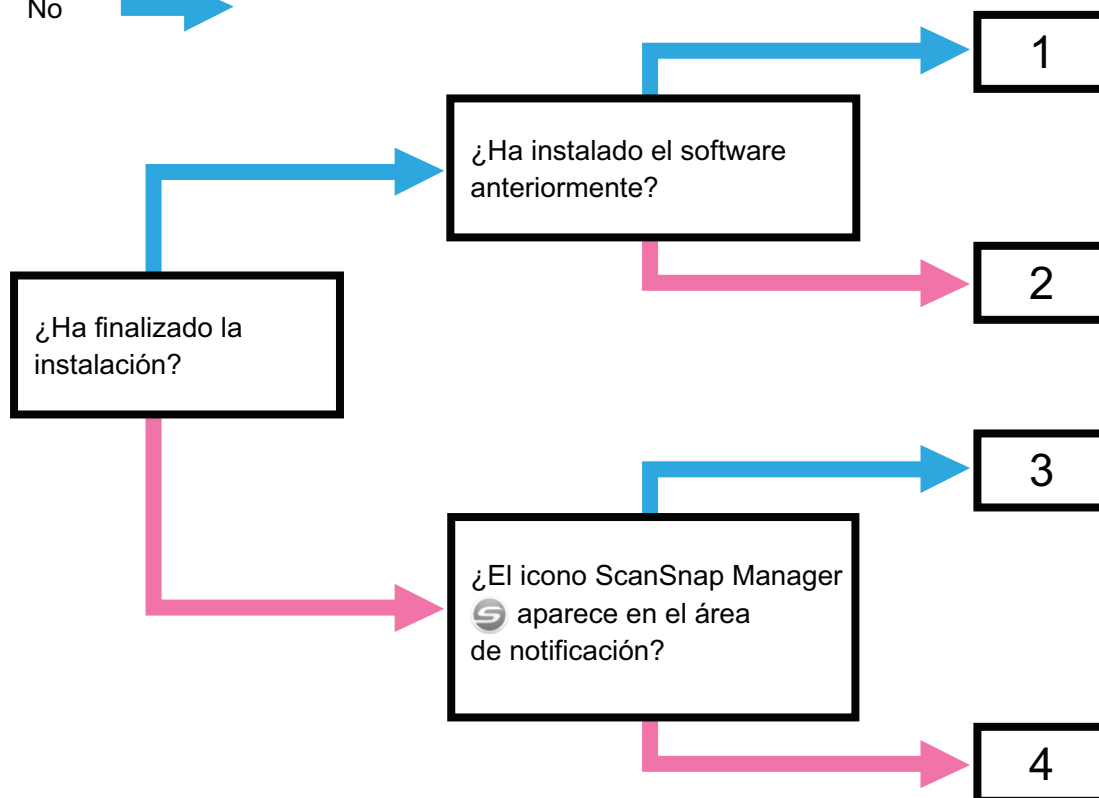 No
1
¿Ha instalado el software
anteriormente?
2
¿Ha finalizado la
instalación?
3
¿El icono ScanSnap Manager
S aparece en el área
de notificación?
4